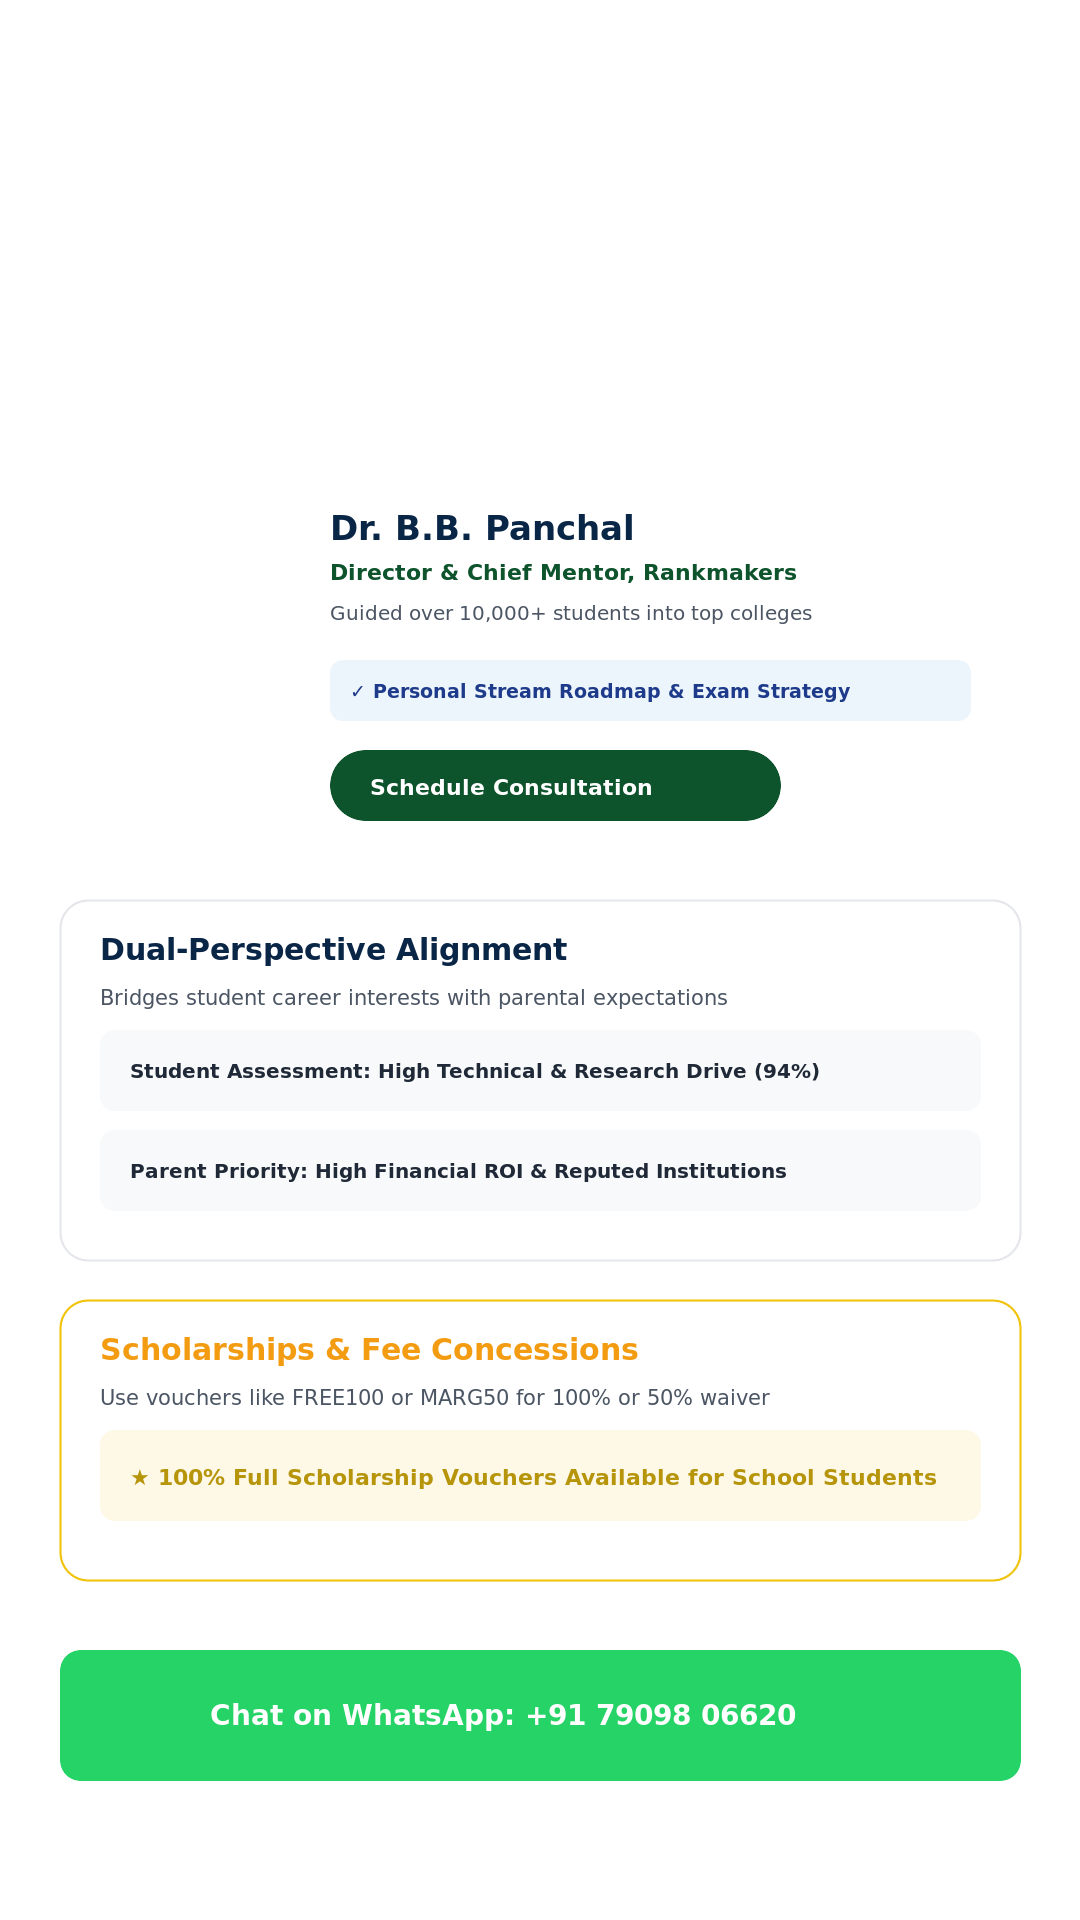 Dr. B.B. Panchal
Director & Chief Mentor, Rankmakers
Guided over 10,000+ students into top colleges
✓ Personal Stream Roadmap & Exam Strategy
Schedule Consultation
Dual-Perspective Alignment
Bridges student career interests with parental expectations
Student Assessment: High Technical & Research Drive (94%)
Parent Priority: High Financial ROI & Reputed Institutions
Scholarships & Fee Concessions
Use vouchers like FREE100 or MARG50 for 100% or 50% waiver
★ 100% Full Scholarship Vouchers Available for School Students
Chat on WhatsApp: +91 79098 06620